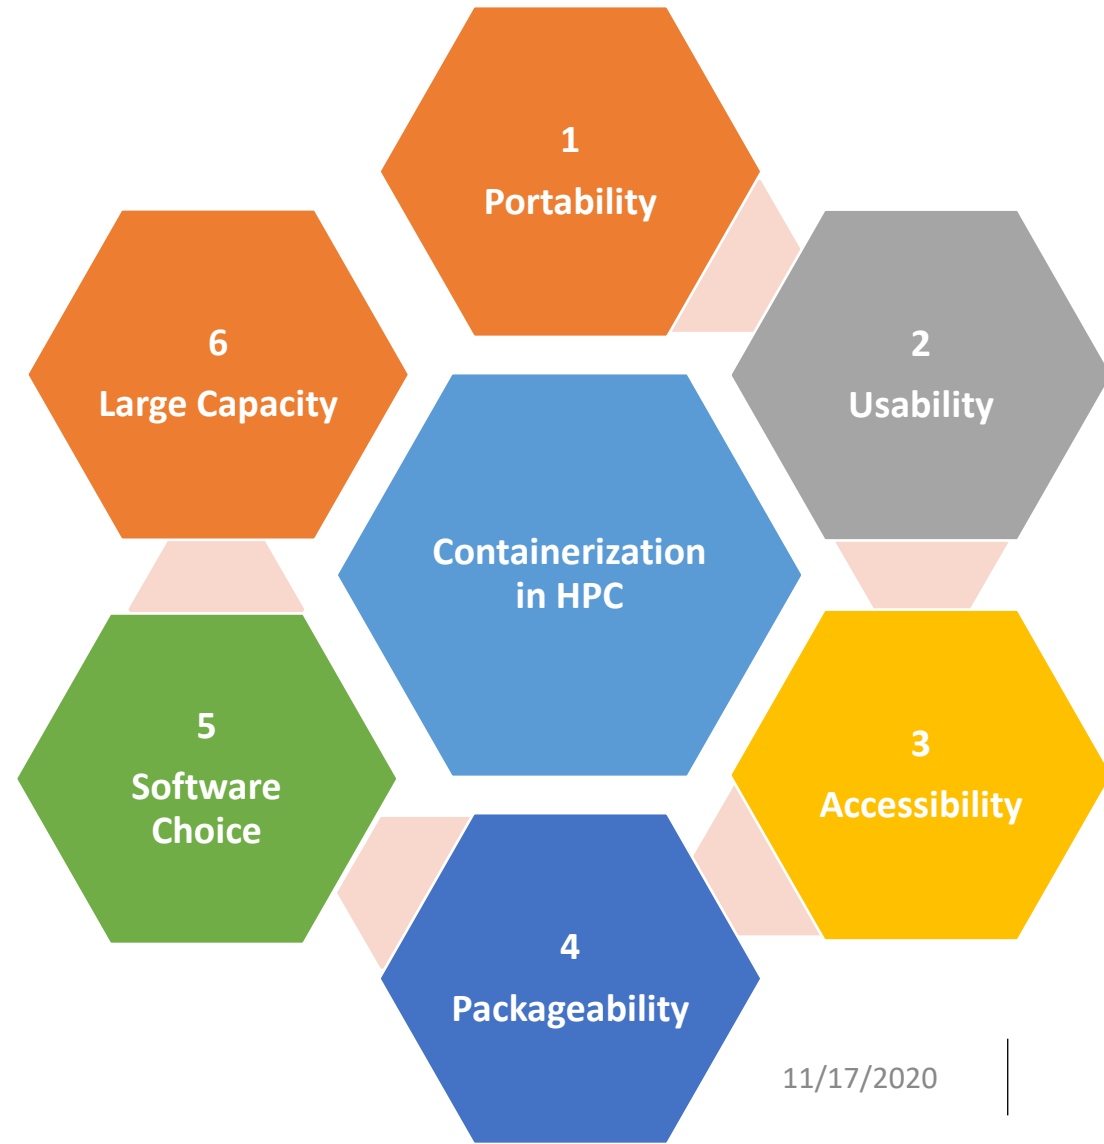 1
Portability
2
Usability
3
Accessibility
4
Packageability
5
Software
Choice
6
Large Capacity
Containerization
in HPC
11/17/2020